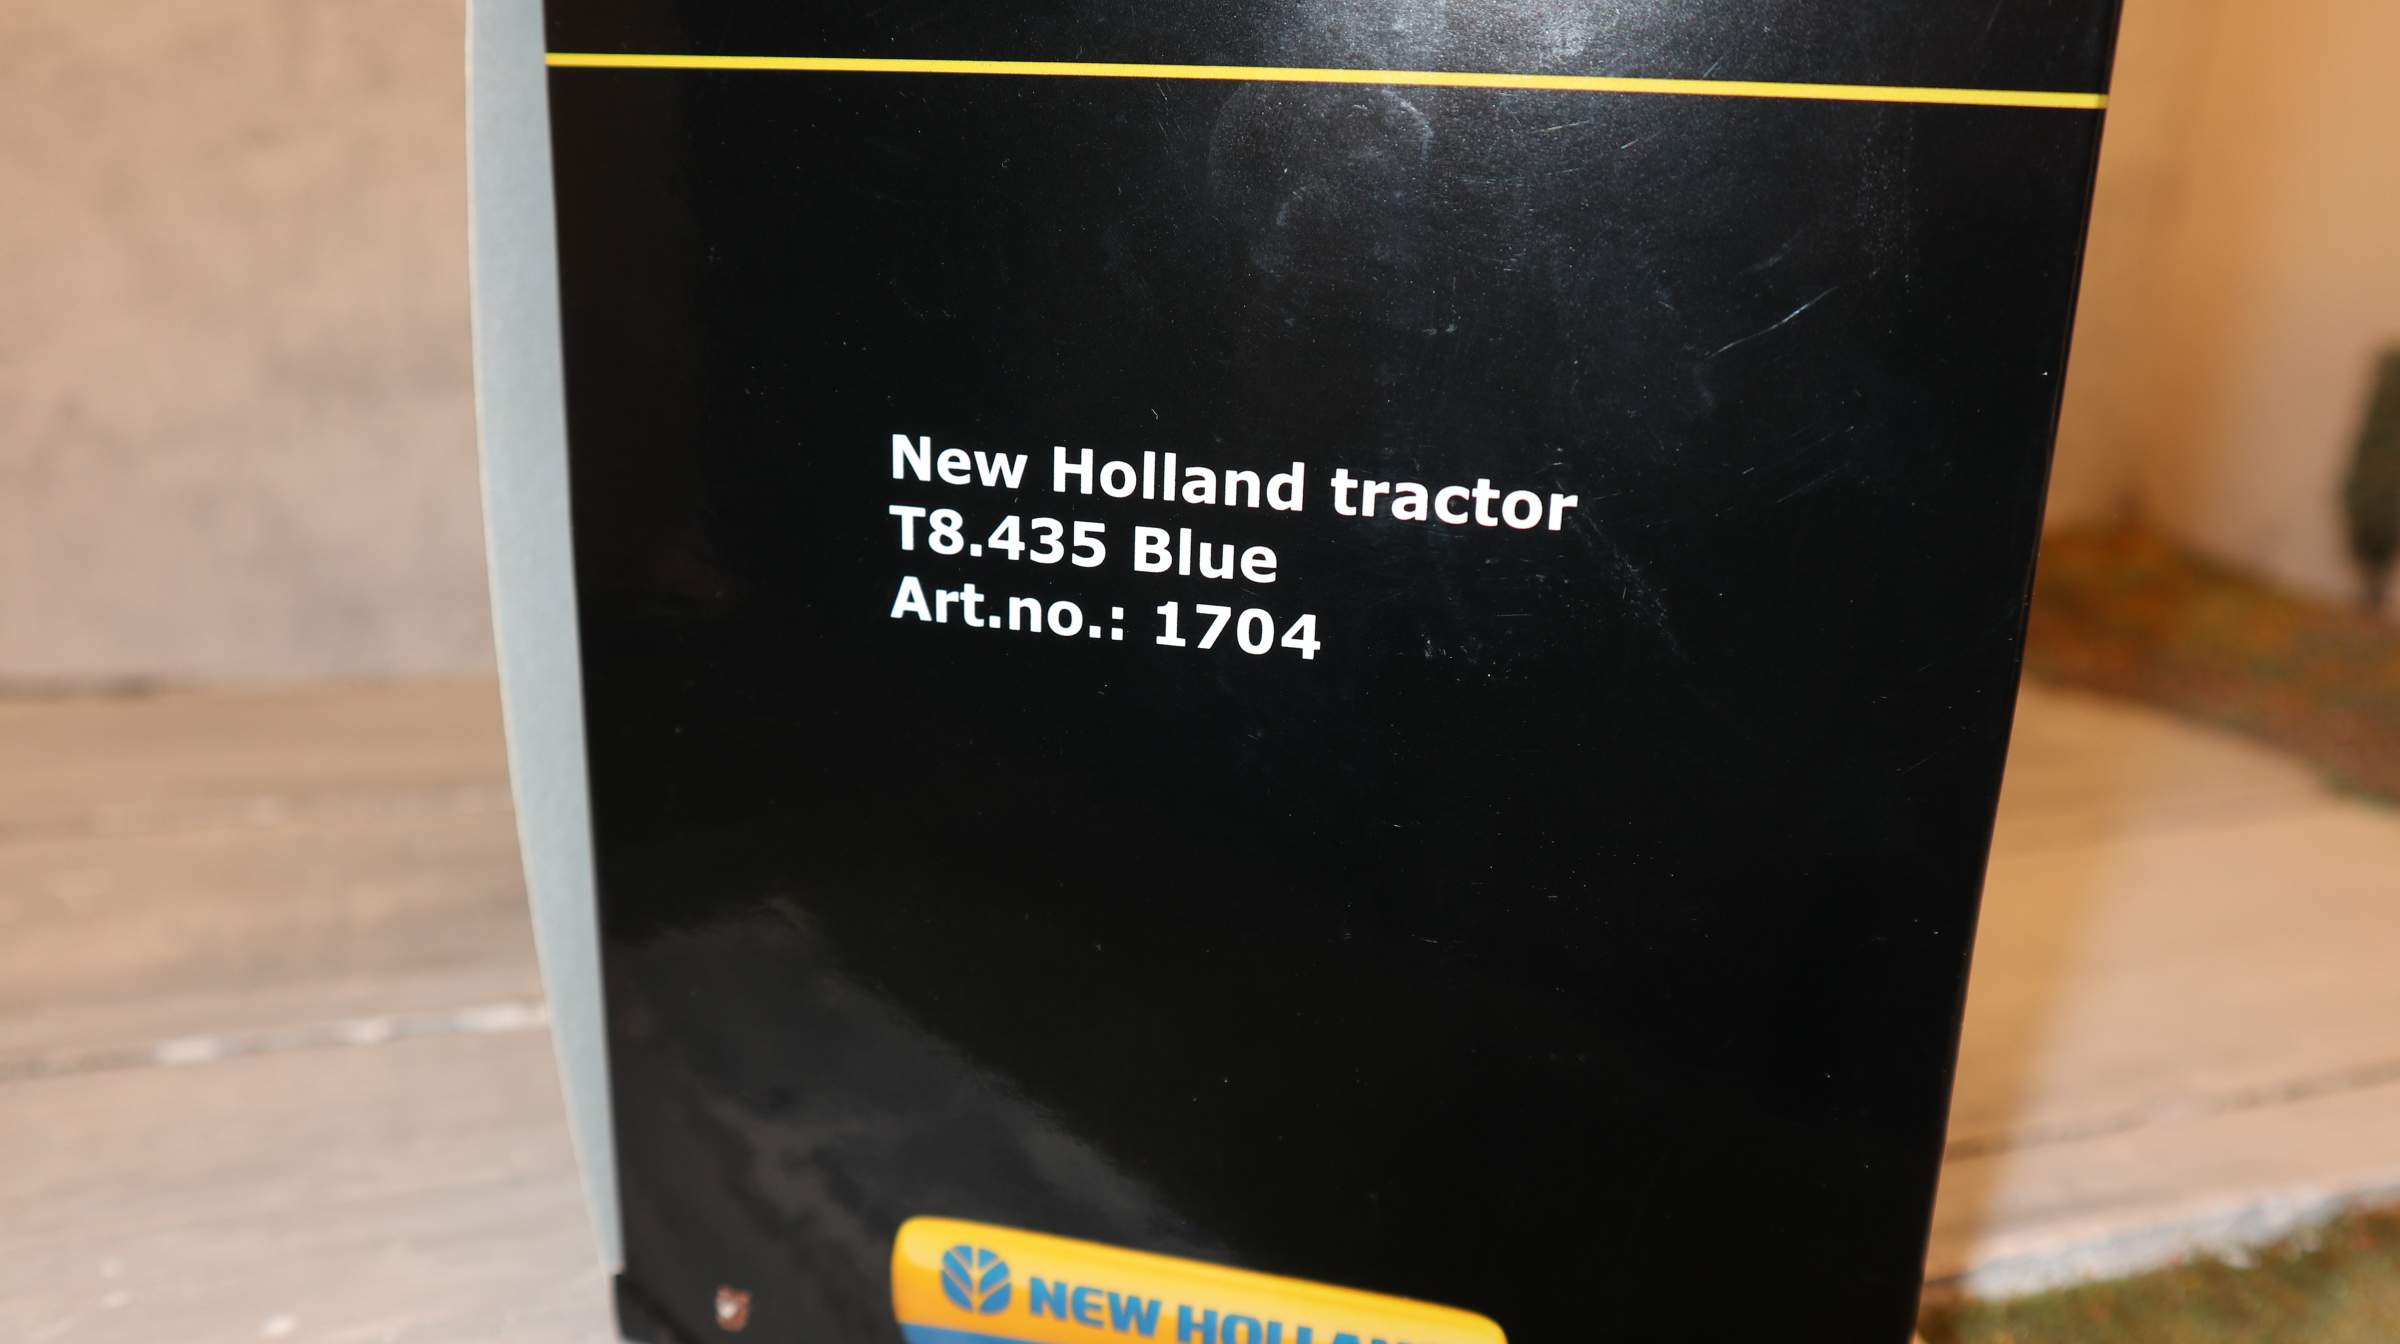 New Holland tractor
T8.435 Blue
Art.no.: 1704
NEW HOLLAND